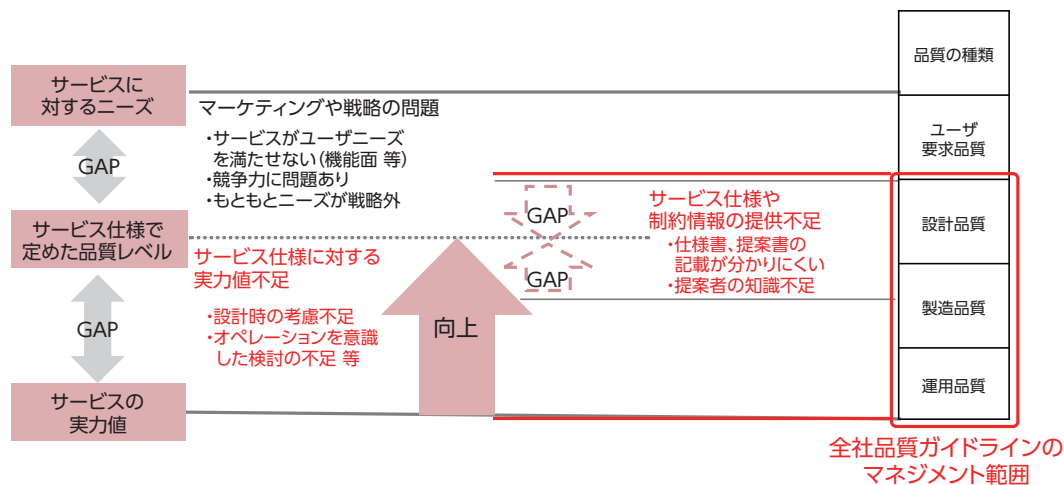 サービスに
対するニーズ
GAP
サービス仕様で
定めた品質レベル
GAP
サービスの
実力値
マーケティングや戦略の問題
・サービスがユーザニーズ
を満たせない(機能面 等)
・競争力に問題あり
・もともとニーズが戦略外
サービス仕様に対する
実力値不足
・設計時の考慮不足
・オペレーションを意識
した検討の不足 等
向上
GAP
GAP
サービス仕様や
制約情報の提供不足
・仕様書、提案書の
記載が分かりにくい
・提案者の知識不足
品質の種類
ユーザ
要求品質
設計品質
製造品質
運用品質
全社品質ガイドラインの
マネジメント範囲